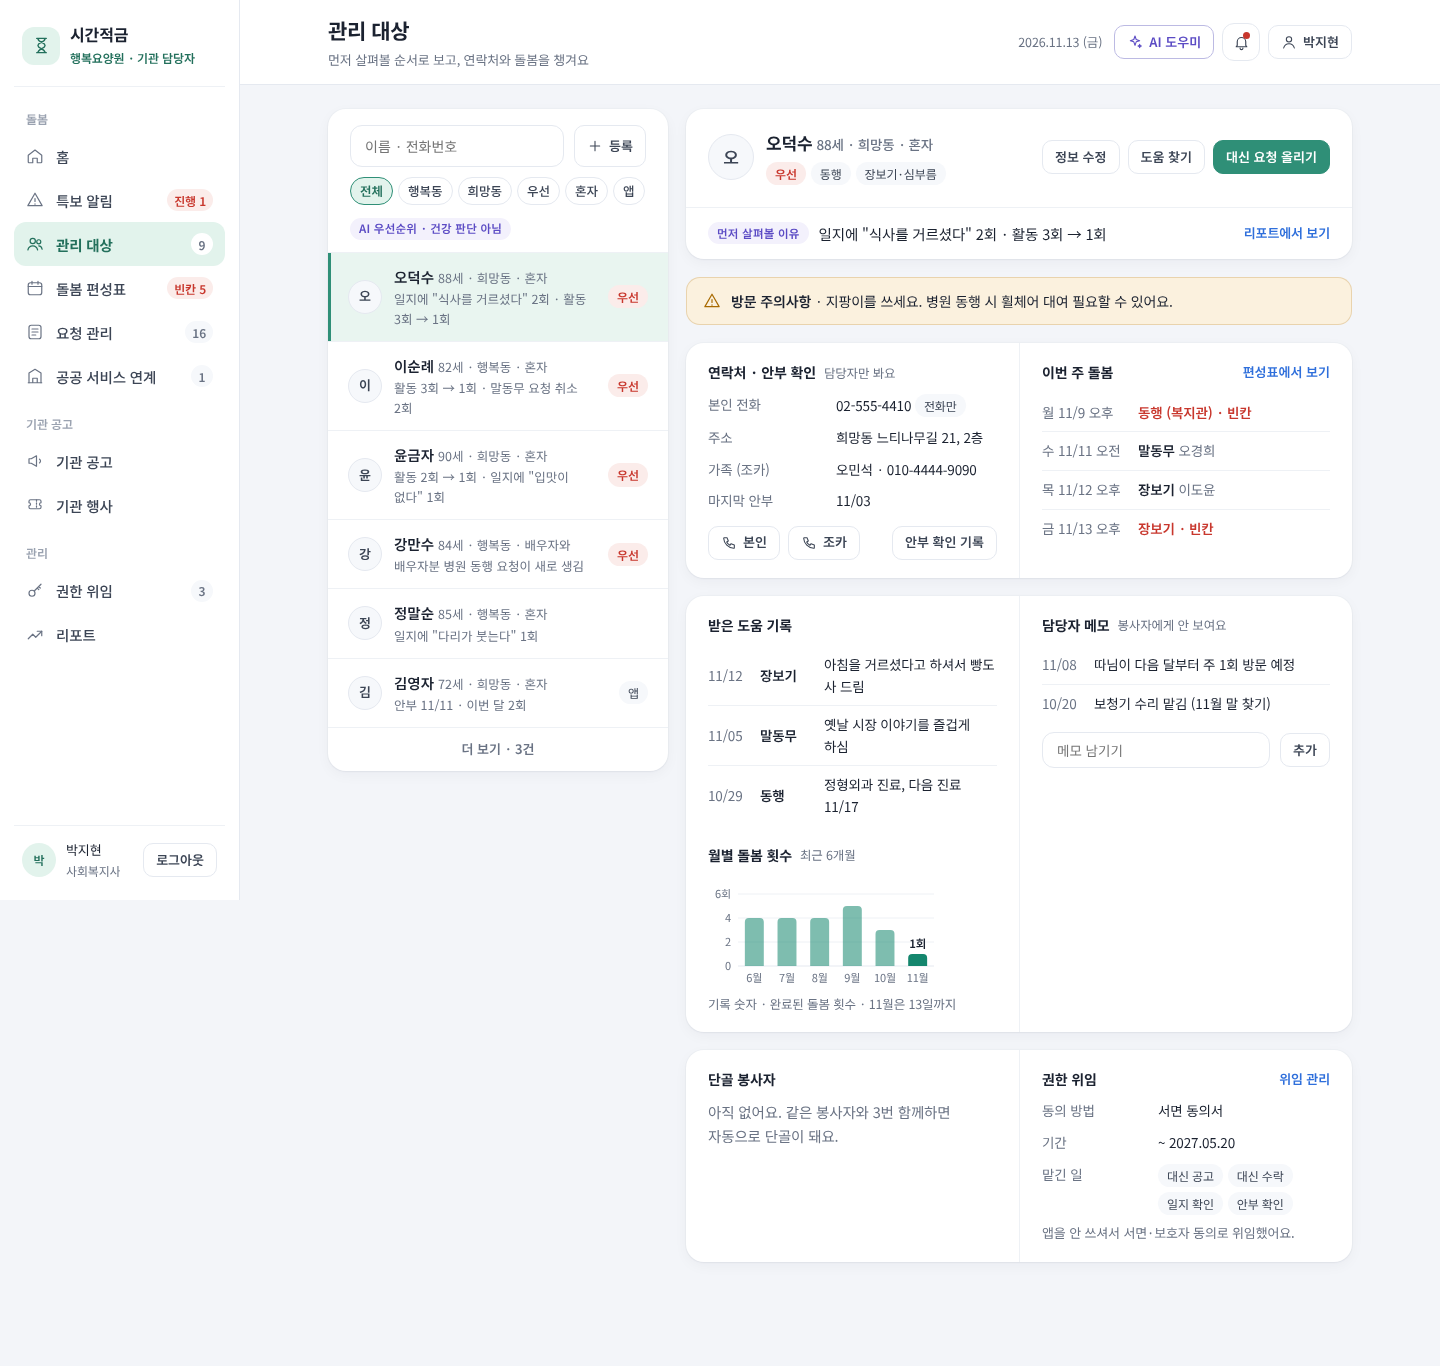 시간적금
행복요양원 · 기관 담당자
돌봄
홈
특보 알림 진행 1
관리 대상 9
돌봄 편성표 빈칸 5
요청 관리 16
공공 서비스 연계 1
기관 공고
기관 공고
기관 행사
관리
권한 위임 3
리포트
박
박지현
사회복지사
로그아웃
관리 대상
먼저 살펴볼 순서로 보고, 연락처와 돌봄을 챙겨요
2026.11.13 (금)
AI 도우미
박지현
이름 · 전화번호
등록
전체 행복동 희망동 우선 혼자 앱
AI 우선순위 · 건강 판단 아님
오
오덕수 88세 · 희망동 · 혼자
일지에 "식사를 거르셨다" 2회 · 활동
3회 → 1회
우선
이
이순례 82세 · 행복동 · 혼자
활동 3회 → 1회 · 말동무 요청 취소
2회
우선
윤
윤금자 90세 · 희망동 · 혼자
활동 2회 → 1회 · 일지에 "입맛이
없다" 1회
우선
강
강만수 84세 · 행복동 · 배우자와
배우자분 병원 동행 요청이 새로 생김
우선
정
정말순 85세 · 행복동 · 혼자
일지에 "다리가 붓는다" 1회
김
김영자 72세 · 희망동 · 혼자
안부 11/11 · 이번 달 2회
앱
더 보기 · 3건
오
오덕수 88세 · 희망동 · 혼자
우선 동행 장보기·심부름
정보 수정
도움 찾기
대신 요청 올리기
먼저 살펴볼 이유 일지에 "식사를 거르셨다" 2회 · 활동 3회 → 1회
리포트에서 보기
방문 주의사항 · 지팡이를 쓰세요. 병원 동행 시 휠체어 대여 필요할 수 있어요.
연락처 · 안부 확인 담당자만 봐요
본인 전화 02-555-4410 전화만
주소 희망동 느티나무길 21, 2층
가족 (조카) 오민석 · 010-4444-9090
마지막 안부 11/03
본인
조카
안부 확인 기록
이번 주 돌봄
편성표에서 보기
월 11/9 오후 동행 (복지관) · 빈칸
수 11/11 오전 말동무 오경희
목 11/12 오후 장보기 이도윤
금 11/13 오후 장보기 · 빈칸
받은 도움 기록
11/12 장보기 아침을 거르셨다고 하셔서 빵도
사 드림
11/05 말동무 옛날 시장 이야기를 즐겁게
하심
10/29 동행 정형외과 진료, 다음 진료
11/17
월별 돌봄 횟수 최근 6개월
6회
4
2
0
1회
6월 7월 8월 9월 10월 11월
기록 숫자 · 완료된 돌봄 횟수 · 11월은 13일까지
담당자 메모 봉사자에게 안 보여요
11/08 따님이 다음 달부터 주 1회 방문 예정
10/20 보청기 수리 맡김 (11월 말 찾기)
메모 남기기
추가
단골 봉사자
아직 없어요. 같은 봉사자와 3번 함께하면
자동으로 단골이 돼요.
권한 위임
위임 관리
동의 방법 서면 동의서
기간 ~ 2027.05.20
맡긴 일 대신 공고 대신 수락
일지 확인 안부 확인
앱을 안 쓰셔서 서면·보호자 동의로 위임했어요.